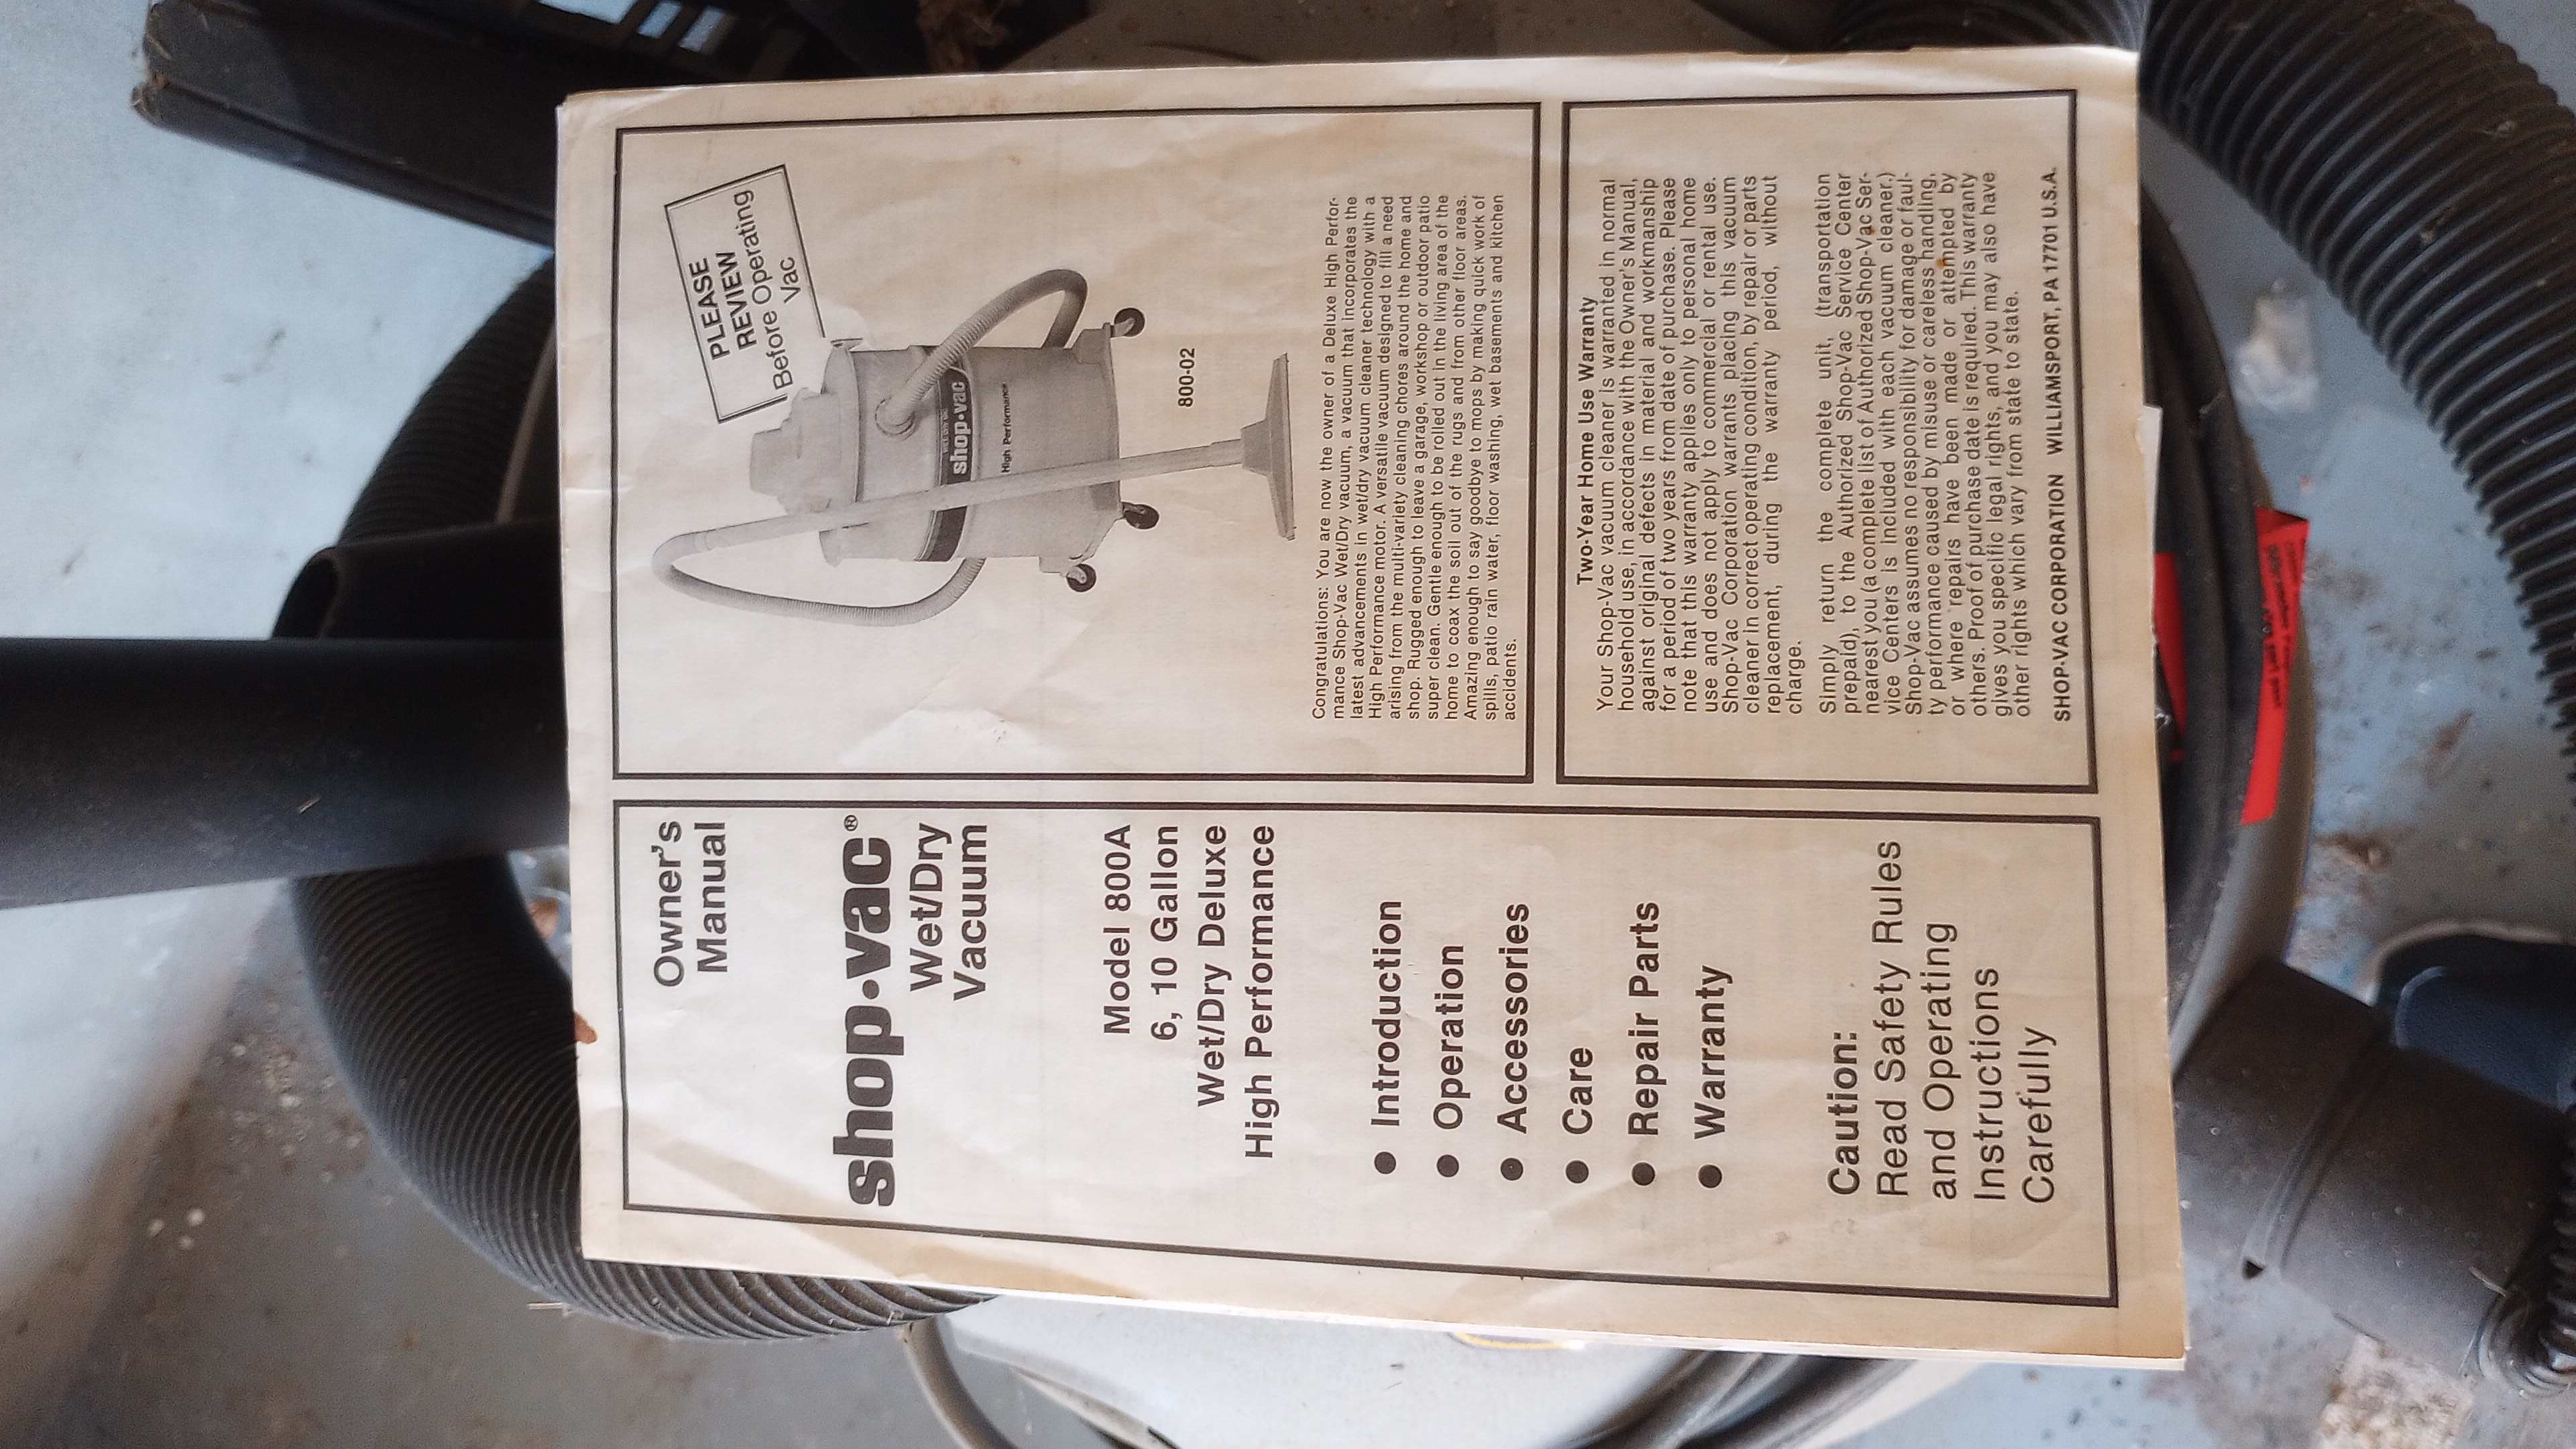 Owner's
Manual
shop·vac®
Wet/Dry
Vacuum
Model 800A
6, 10 Gallon
Wet/Dry Deluxe
High Performance
● Introduction
● Operation
● Accessories
● Care
● Repair Parts
● Warranty
Caution:
Read Safety Rules
and Operating
Instructions
Carefully
PLEASE
REVIEW
Before Operating
Vac
shop·vac
High Performance
800-02
Congratulations: You are now the owner of a Deluxe High Perfor-
mance Shop-Vac Wet/Dry vacuum, a vacuum that incorporates the
latest advancements in wet/dry vacuum cleaner technology with a
High Performance motor. A versatile vacuum designed to fill a need
arising from the multi-variety cleaning chores around the home and
shop. Rugged enough to leave a garage, workshop or outdoor patio
super clean. Gentle enough to be rolled out in the living area of the
home to coax the soil out of the rugs and from other floor areas.
Amazing enough to say goodbye to mops by making quick work of
spills, patio rain water, floor washing, wet basements and kitchen
accidents.
Two-Year Home Use Warranty
Your Shop-Vac vacuum cleaner is warranted in normal
household use, in accordance with the Owner's Manual,
against original defects in material and workmanship
for a period of two years from date of purchase. Please
note that this warranty applies only to personal home
use and does not apply to commercial or rental use.
Shop-Vac Corporation warrants placing this vacuum
cleaner in correct operating condition, by repair or parts
replacement, during the warranty period, without
charge.
Simply return the complete unit, (transportation
prepaid), to the Authorized Shop-Vac Service Center
nearest you (a complete list of Authorized Shop-Vac Ser-
vice Centers is included with each vacuum cleaner.)
Shop-Vac assumes no responsibility for damage or faul-
ty performance caused by misuse or careless handling,
or where repairs have been made or attempted by
others. Proof of purchase date is required. This warranty
gives you specific legal rights, and you may also have
other rights which vary from state to state.
SHOP-VAC CORPORATION WILLIAMSPORT, PA 17701 U.S.A.